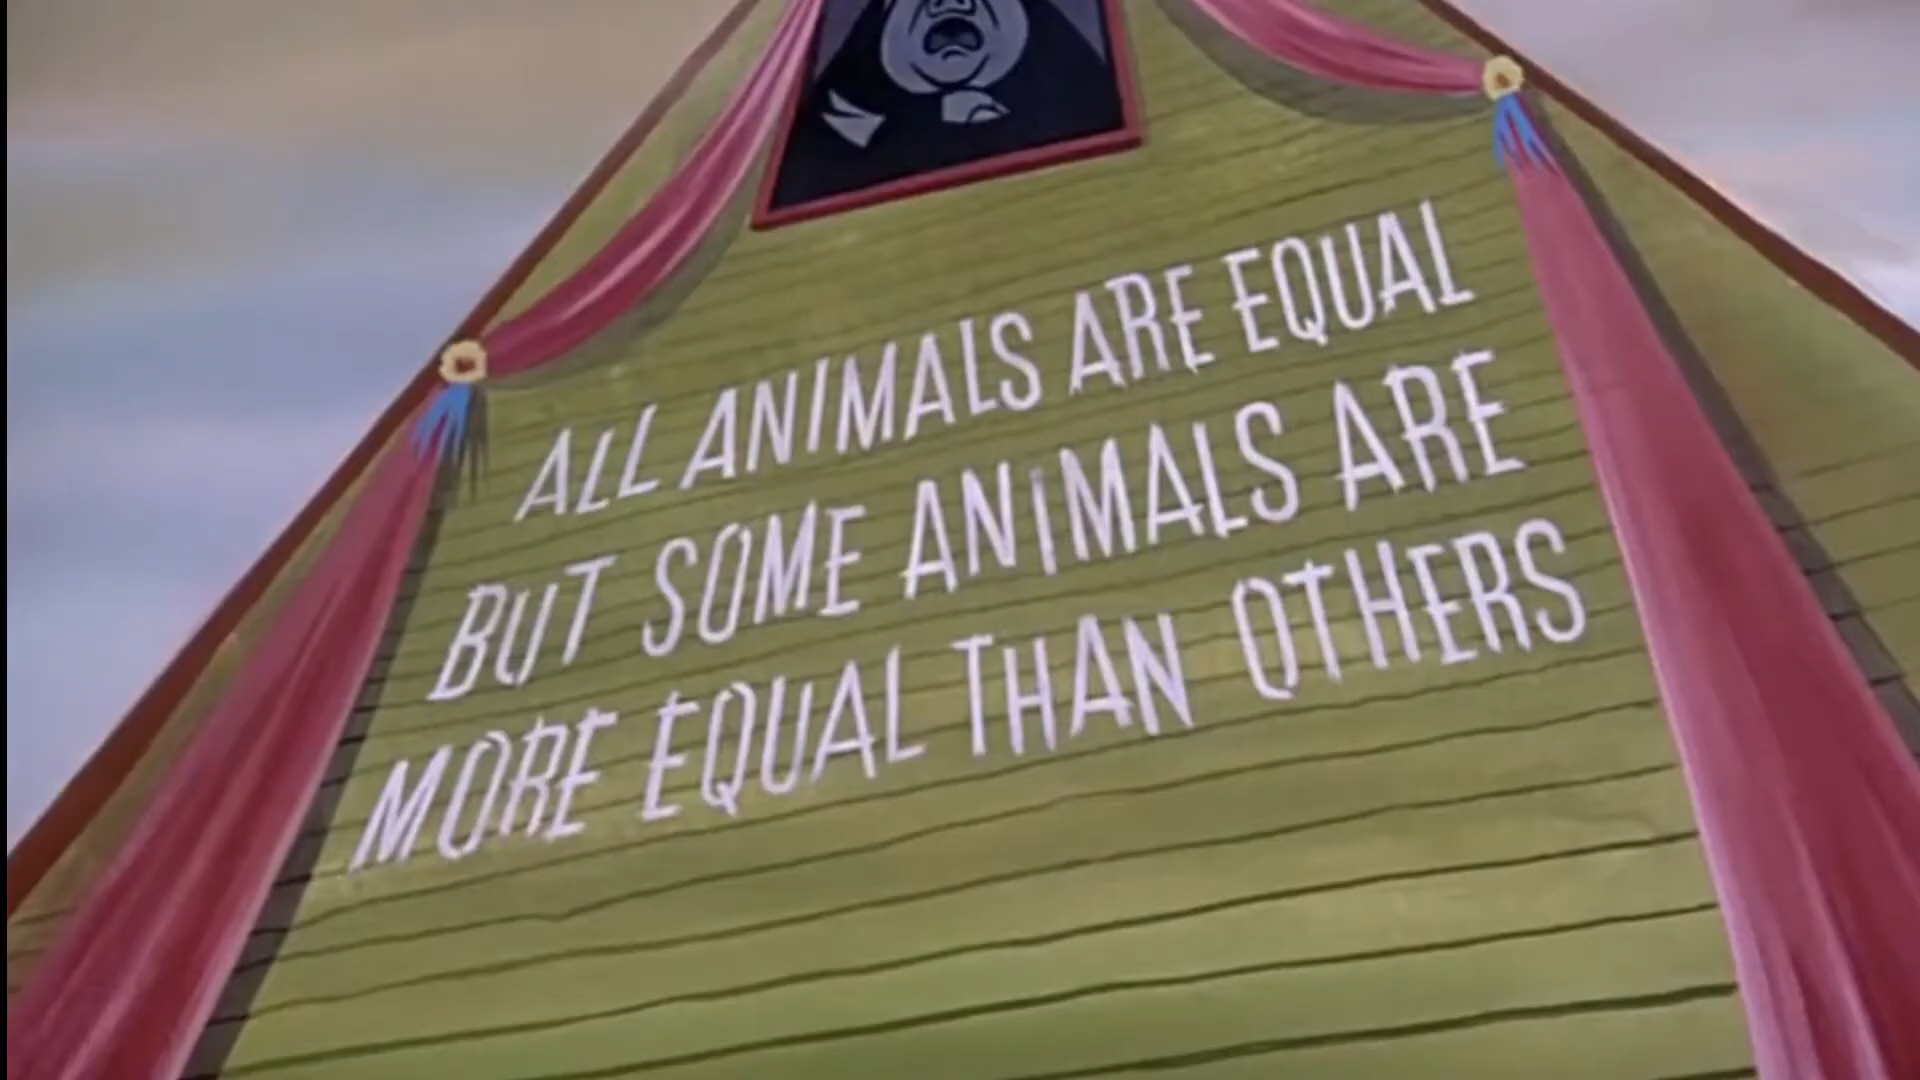 ALL ANIMALS ARE EQUAL
BUT SOME ANIMALS ARE
MORE EQUAL THAN OTHERS